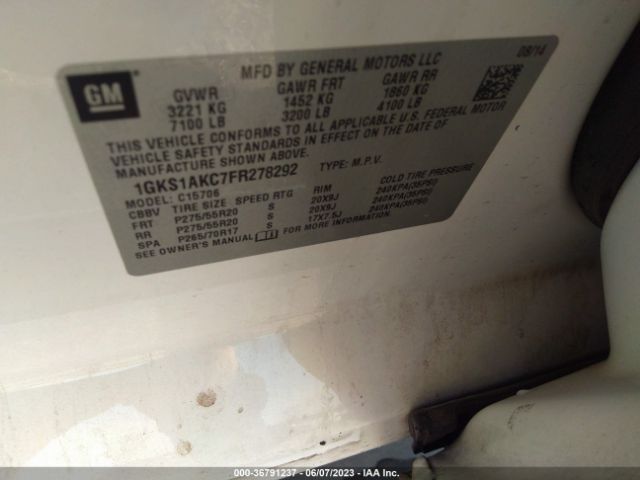 GM
MFD BY GENERAL MOTORS LLC 08/14
GVWR GAWR FRT GAWR RR
3221 KG 1452 KG 1860 KG
7100 LB 3200 LB 4100 LB
THIS VEHICLE CONFORMS TO ALL APPLICABLE U.S. FEDERAL MOTOR
VEHICLE SAFETY STANDARDS IN EFFECT ON THE DATE OF
MANUFACTURE SHOWN ABOVE.
1GKS1AKC7FR278292 TYPE: M.P.V.
MODEL: C15706
CBBV TIRE SIZE SPEED RTG RIM COLD TIRE PRESSURE
FRT P275/55R20 S 20X9J 240KPA(35PSI)
RR P275/55R20 S 20X9J 240KPA(35PSI)
SPA P265/70R17 S 17X7.5J 240KPA(35PSI)
SEE OWNER'S MANUAL FOR MORE INFORMATION.
000-36791237 - 06/07/2023 - IAA Inc.